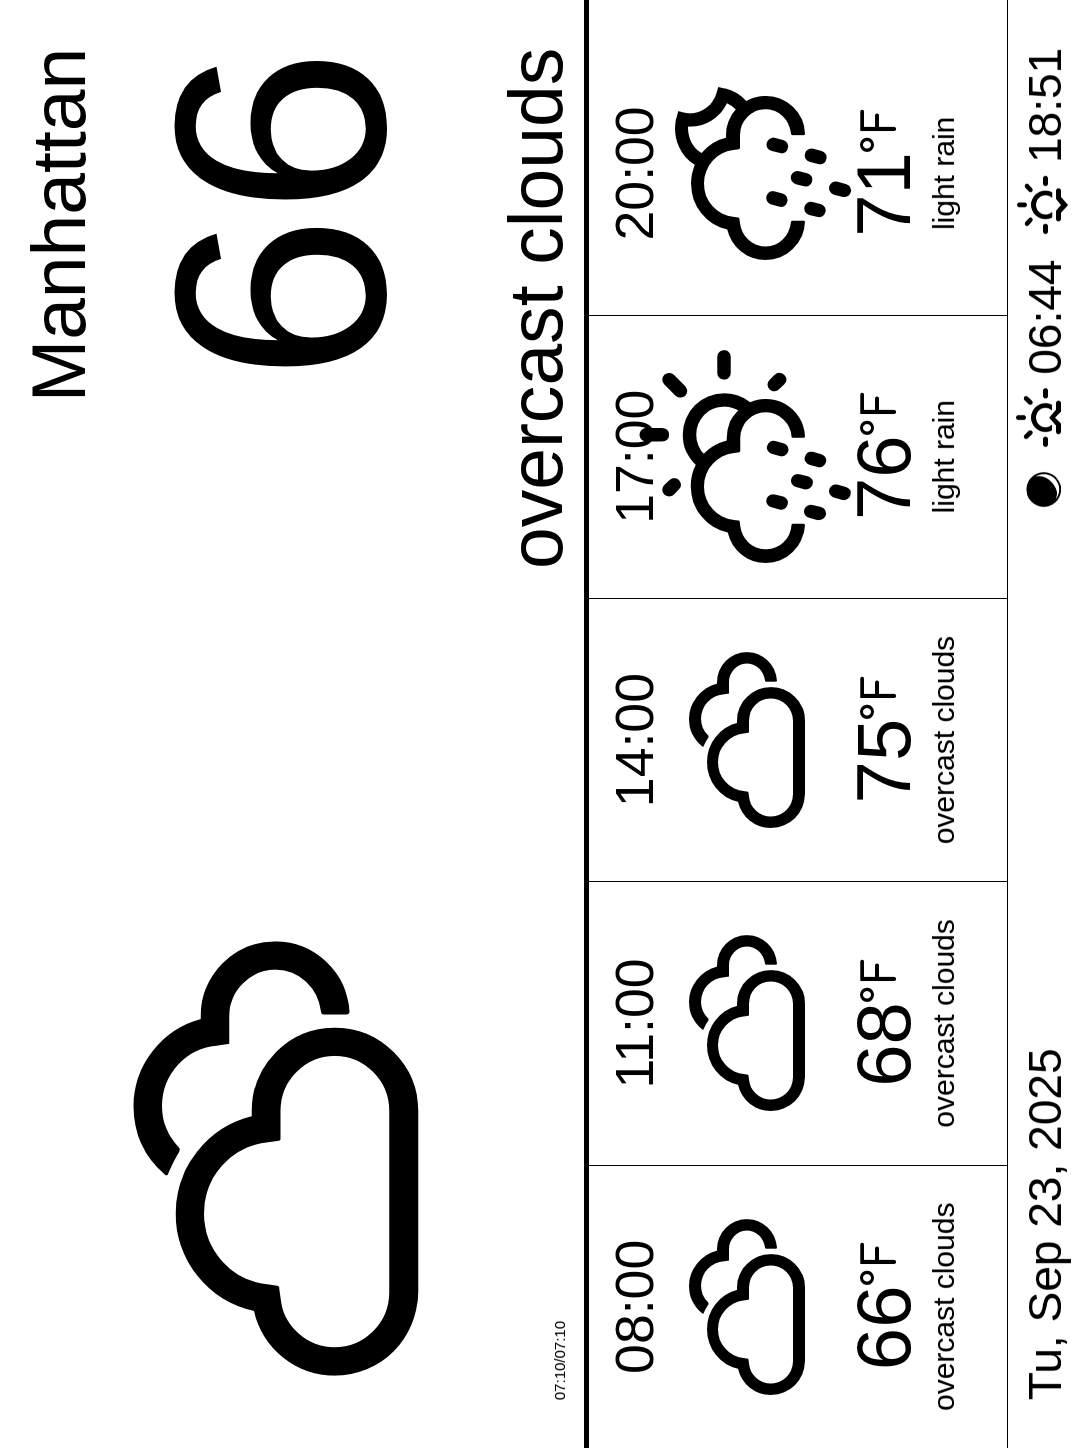 Manhattan
66
overcast clouds
07:10/07:10
08:00 11:00 14:00 17:00 20:00
66°F 68°F 75°F 76°F 71°F
overcast clouds overcast clouds overcast clouds light rain light rain
Tu, Sep 23, 2025 06:44 18:51